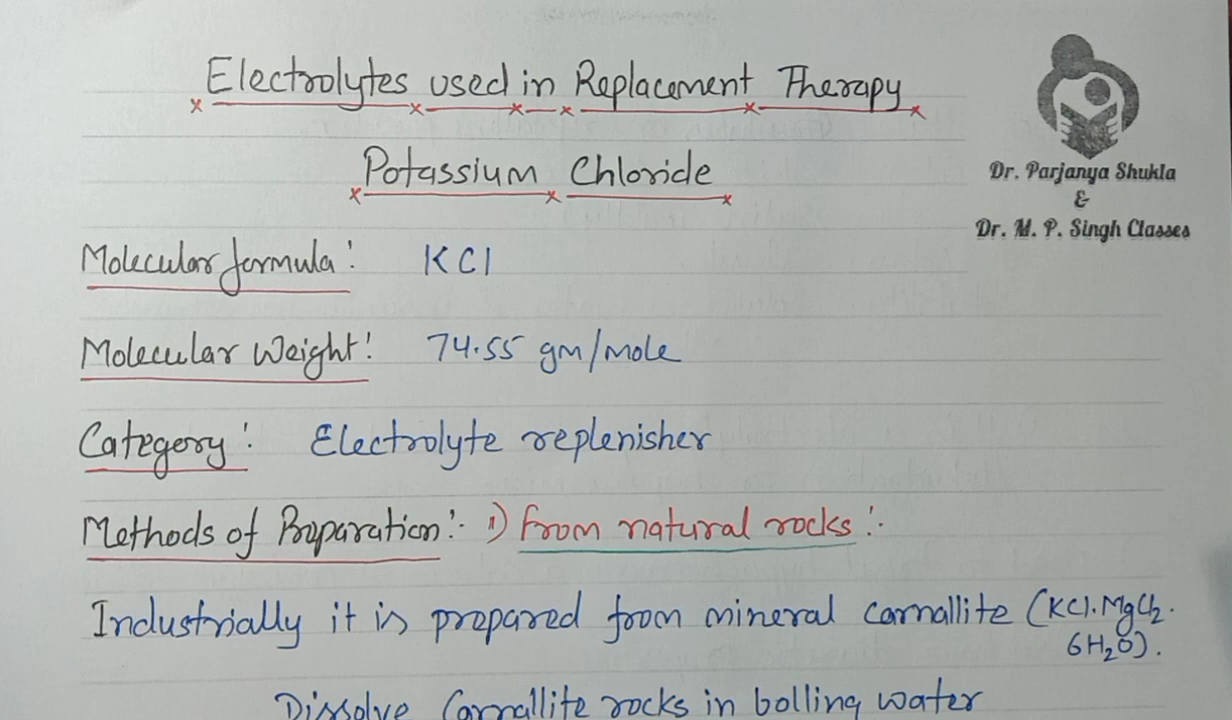 Electrolytes used in Replacement Therapy
Potassium Chloride
Dr. Parjanya Shukla
&
Dr. M. P. Singh Classes
Molecular formula: KCl
Molecular Weight: 74.55 gm/mole
Category: Electrolyte replenisher
Methods of Preparation:- 1) From natural rocks:-
Industrially it is prepared from mineral carnallite (KCl.MgCl2.
6H2O).
Dissolve Carnallite rocks in boiling water